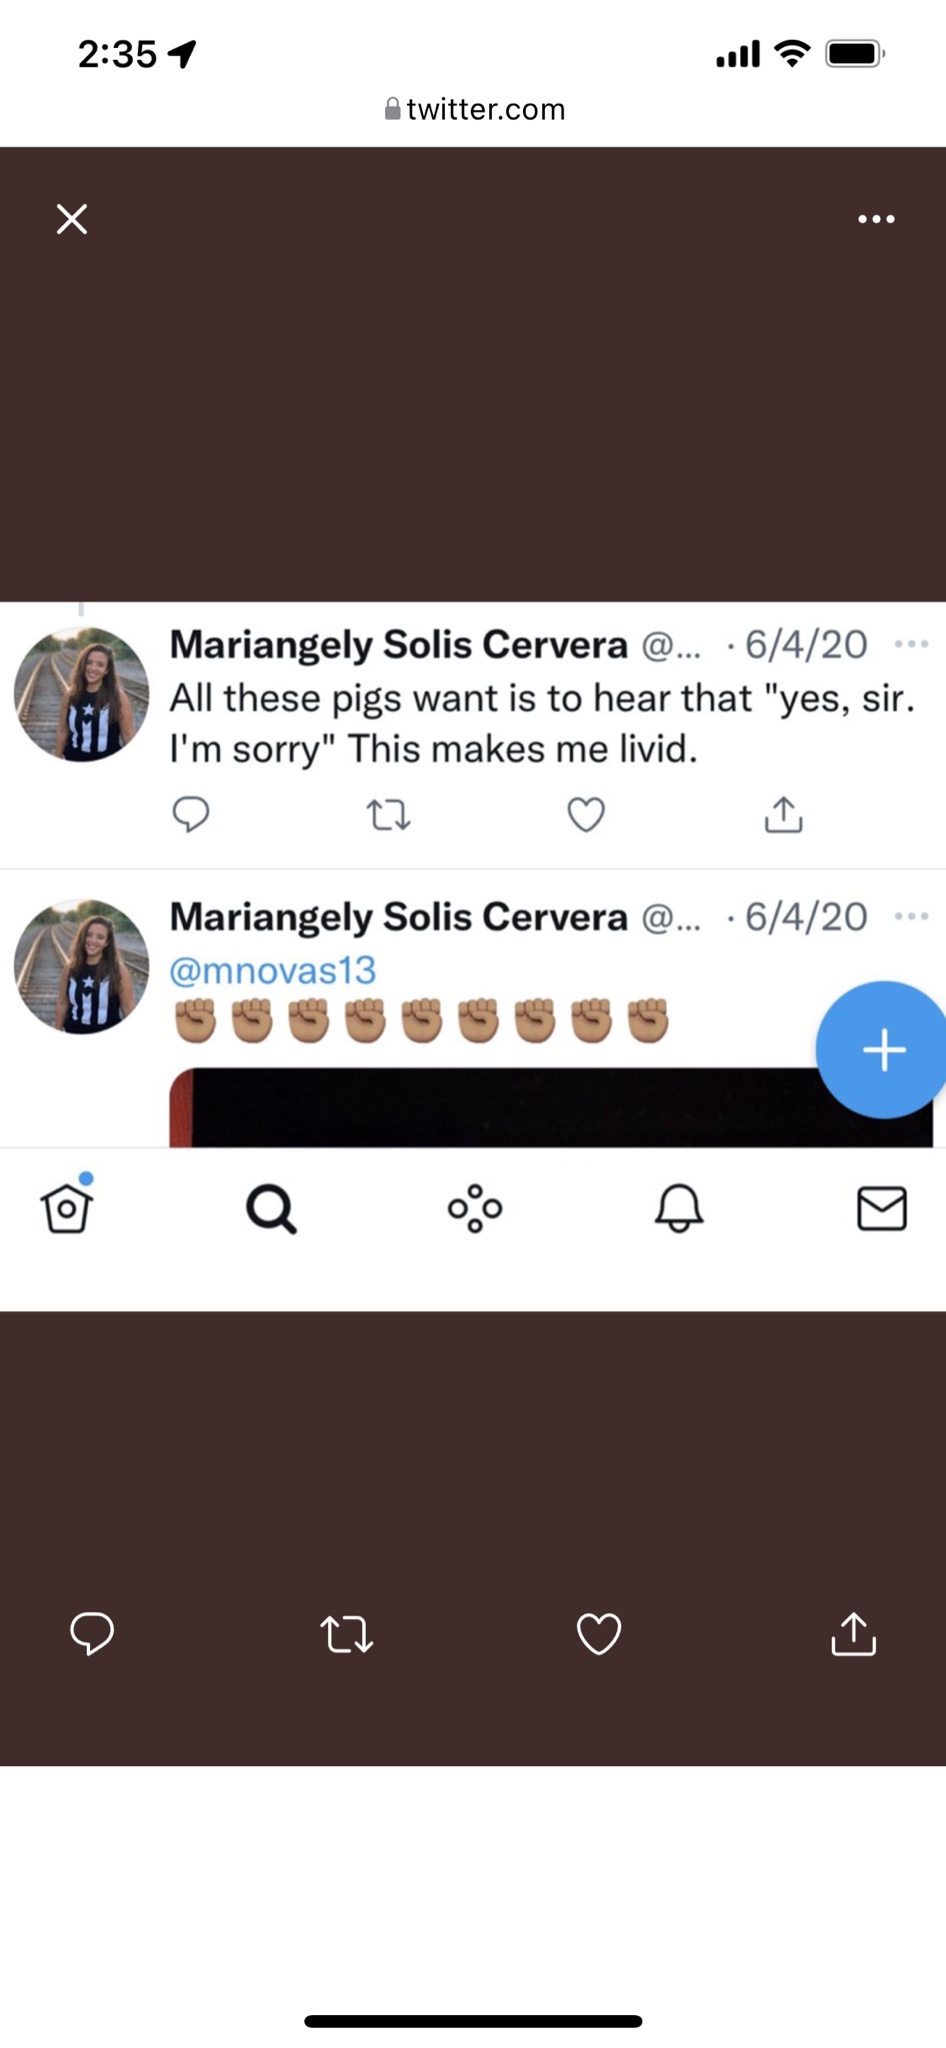 2:35
twitter.com
Mariangely Solis Cervera @... · 6/4/20
All these pigs want is to hear that "yes, sir.
I'm sorry" This makes me livid.
Mariangely Solis Cervera @... · 6/4/20
@mnovas13
✊🏽✊🏽✊🏽✊🏽✊🏽✊🏽✊🏽✊🏽✊🏽